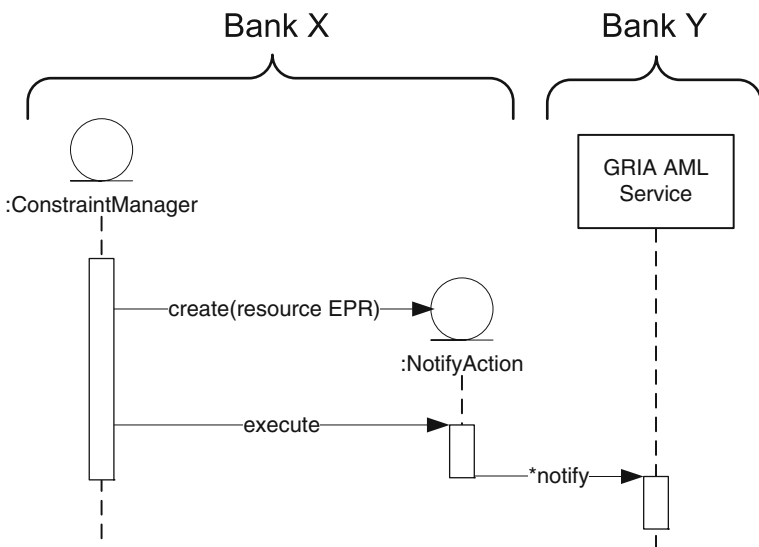 Bank X
Bank Y
GRIA AML
Service
:ConstraintManager
create(resource EPR)
:NotifyAction
execute
*notify